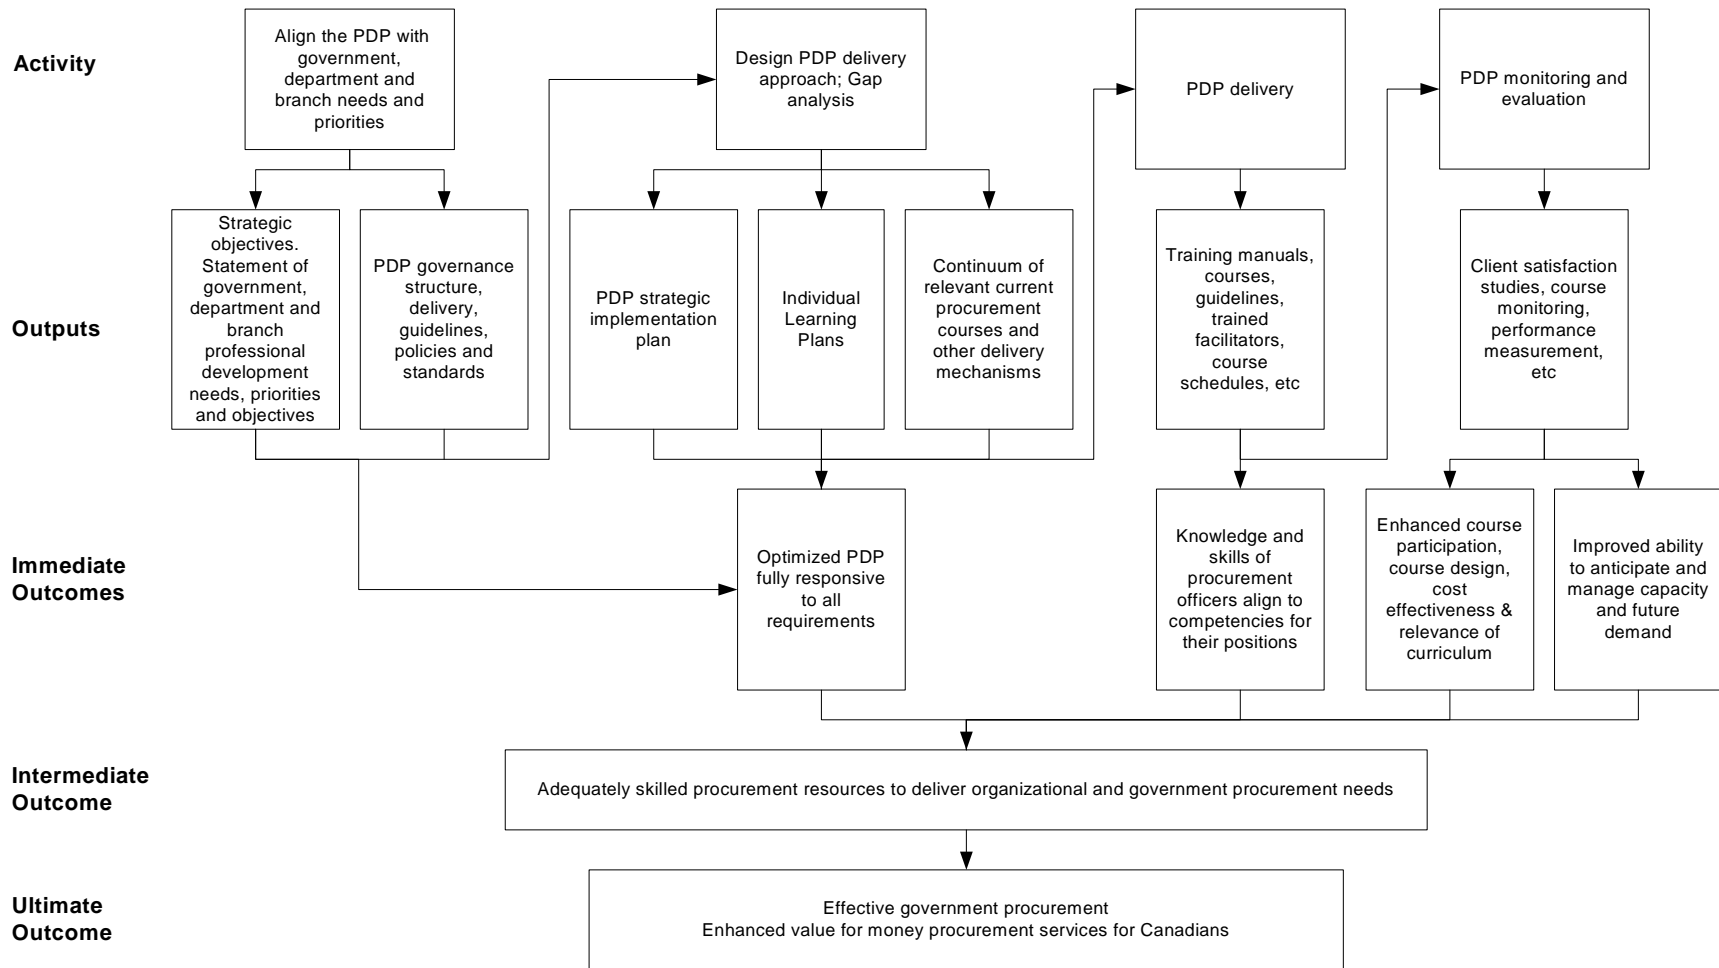 Activity
Align the PDP with
government,
department and
branch needs and
priorities
Design PDP delivery
approach; Gap
analysis
PDP delivery
PDP monitoring and
evaluation
Outputs
Strategic
objectives.
Statement of
government,
department and
branch
professional
development
needs, priorities
and objectives
PDP governance
structure,
delivery,
guidelines,
policies and
standards
PDP strategic
implementation
plan
Individual
Learning
Plans
Continuum of
relevant current
procurement
courses and
other delivery
mechanisms
Training manuals,
courses,
guidelines,
trained
facilitators,
course
schedules, etc
Client satisfaction
studies, course
monitoring,
performance
measurement,
etc
Immediate
Outcomes
Optimized PDP
fully responsive
to all
requirements
Knowledge and
skills of
procurement
officers align to
competencies for
their positions
Enhanced course
participation,
course design,
cost
effectiveness &
relevance of
curriculum
Improved ability
to anticipate and
manage capacity
and future
demand
Intermediate
Outcome
Adequately skilled procurement resources to deliver organizational and government procurement needs
Ultimate
Outcome
Effective government procurement
Enhanced value for money procurement services for Canadians